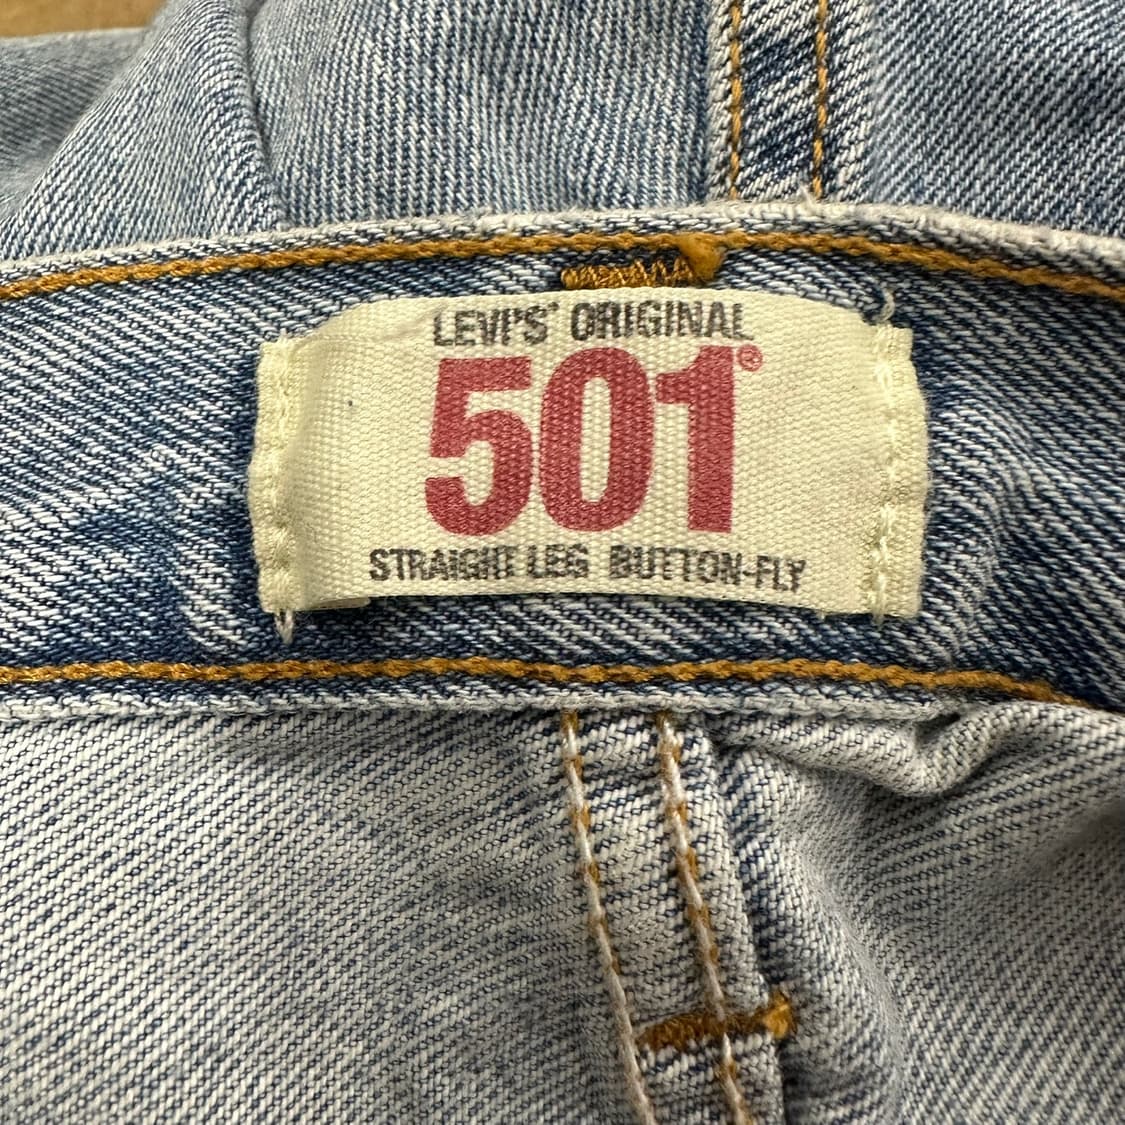 LEVI'S® ORIGINAL
501®
STRAIGHT LEG BUTTON-FLY